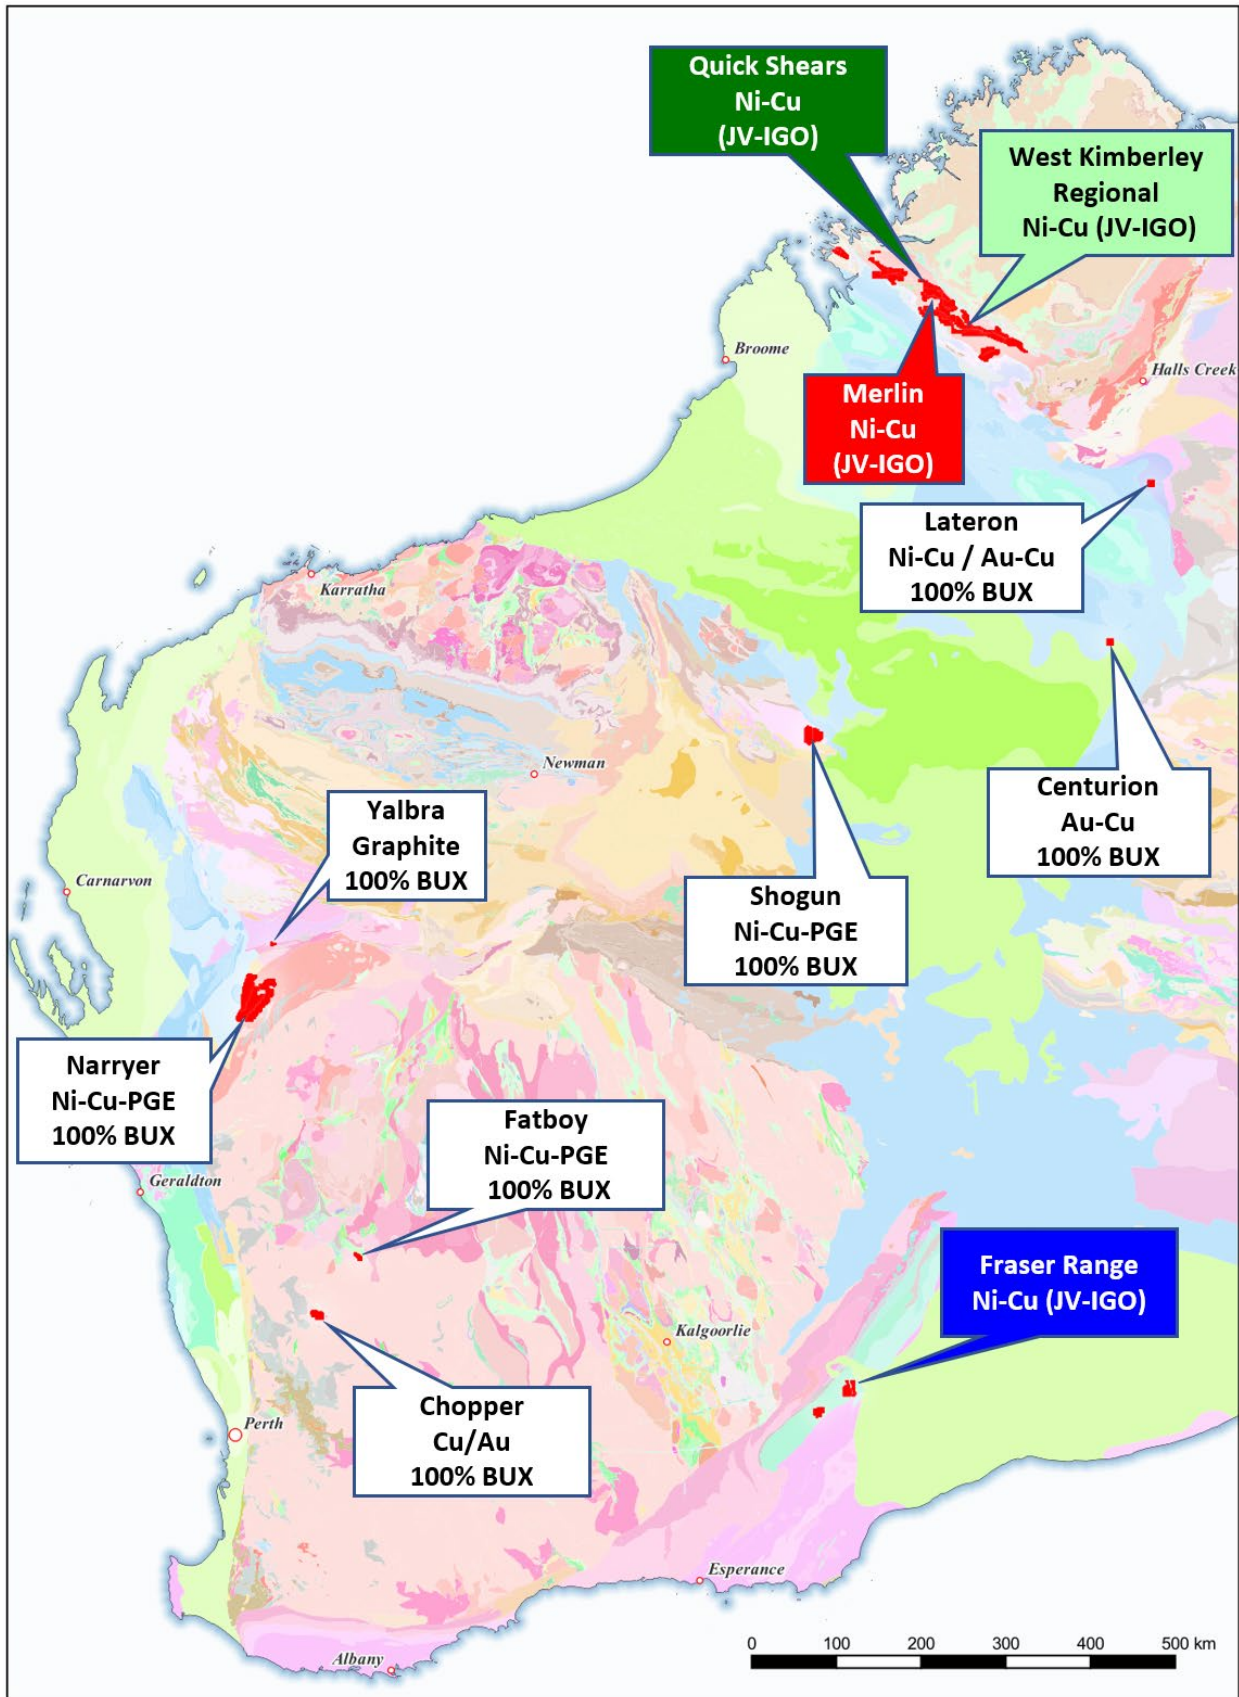 Quick Shears
Ni-Cu
(JV-IGO)
West Kimberley
Regional
Ni-Cu (JV-IGO)
Broome
Halls Creek
Merlin
Ni-Cu
(JV-IGO)
Lateron
Ni-Cu / Au-Cu
100% BUX
Karratha
Newman
Centurion
Au-Cu
100% BUX
Yalbra
Graphite
100% BUX
Carnarvon
Shogun
Ni-Cu-PGE
100% BUX
Narryer
Ni-Cu-PGE
100% BUX
Fatboy
Ni-Cu-PGE
100% BUX
Geraldton
Fraser Range
Ni-Cu (JV-IGO)
Kalgoorlie
Chopper
Cu/Au
100% BUX
Perth
Esperance
Albany
0 100 200 300 400 500 km